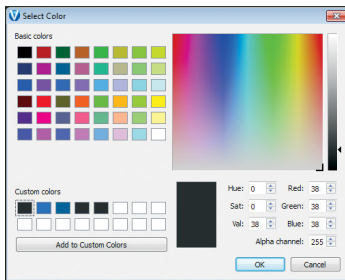 Select Color
Basic colors
Custom colors
Add to Custom Colors
Hue: 0 Red: 38
Sat: 0 Green: 38
Val: 38 Blue: 38
Alpha channel: 255
OK Cancel